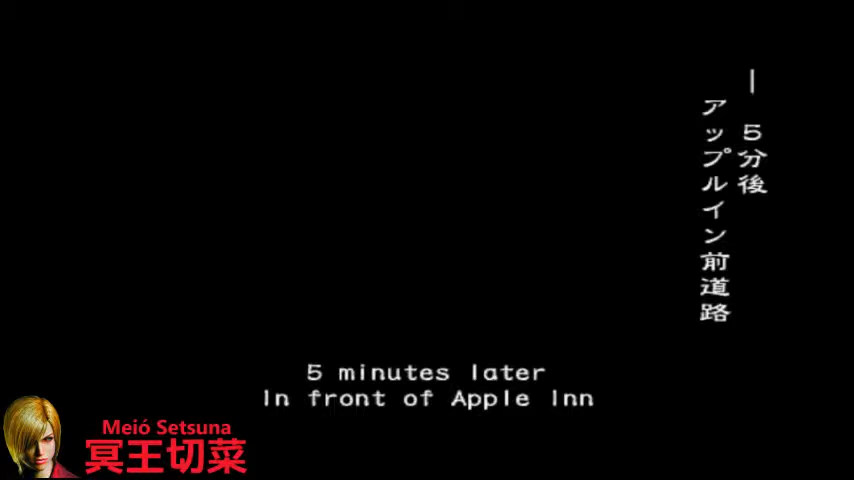 — 5分後
アップルイン前道路
5 minutes later
In front of Apple Inn
Meió Setsuna
冥王切菜